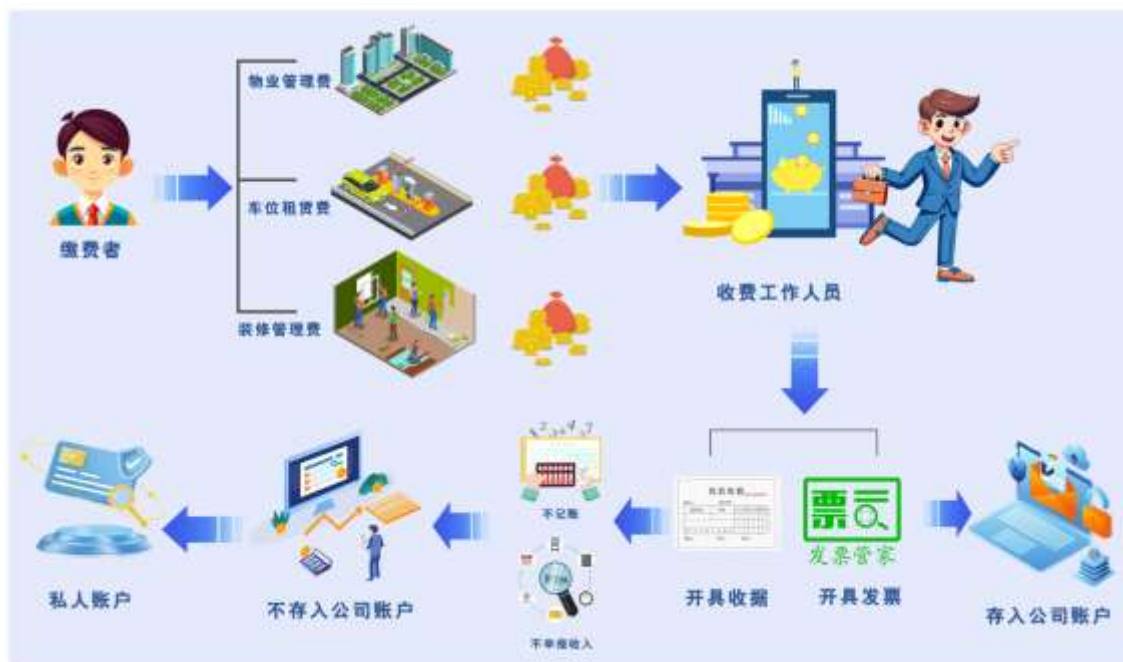 物业管理费
车位租赁费
缴费者
装修管理费
收费工作人员
不记账
票
发票管家
私人账户
不存入公司账户
不申报收入
开具收据
开具发票
存入公司账户